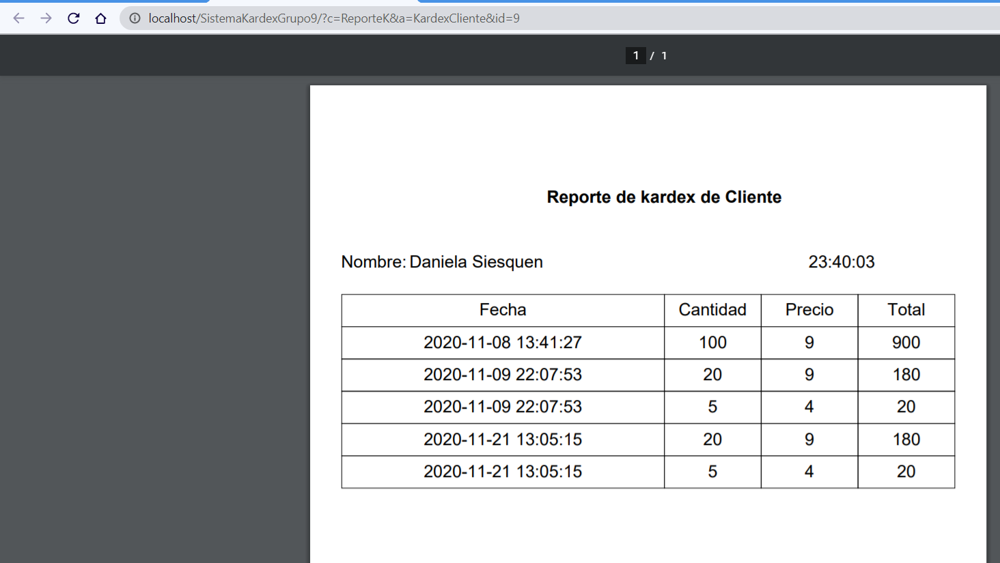 localhost/SistemaKardexGrupo9/?c=ReporteK&a=KardexCliente&id=9
1 / 1
Reporte de kardex de Cliente
Nombre: Daniela Siesquen 23:40:03
Fecha Cantidad Precio Total
2020-11-08 13:41:27 100 9 900
2020-11-09 22:07:53 20 9 180
2020-11-09 22:07:53 5 4 20
2020-11-21 13:05:15 20 9 180
2020-11-21 13:05:15 5 4 20